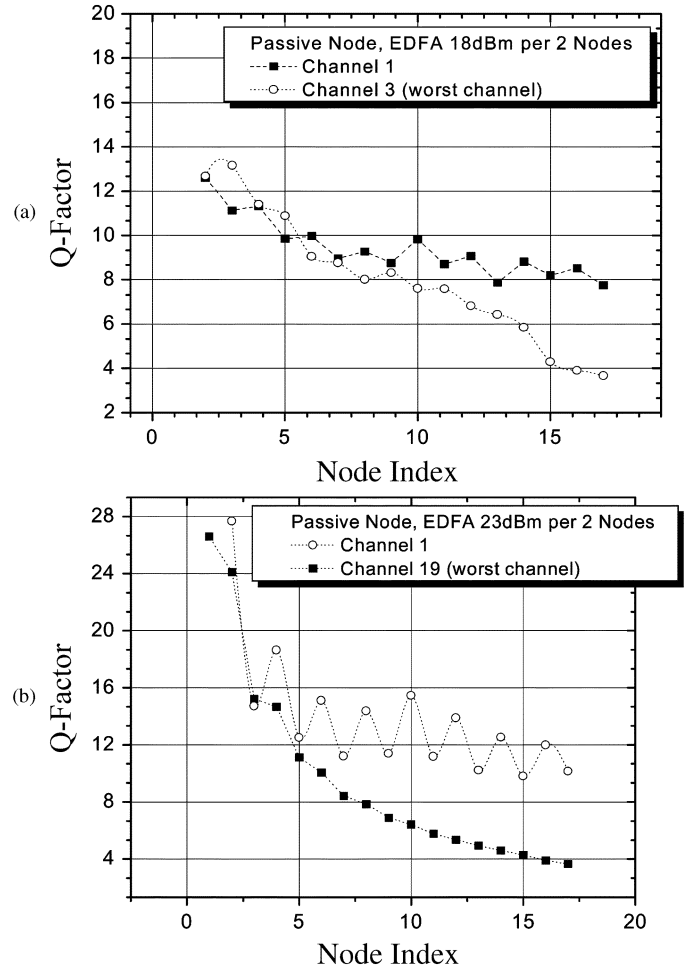 20
18
16
14
12
10
8
6
4
2
Q-Factor
(a)
Passive Node, EDFA 18dBm per 2 Nodes
Channel 1
Channel 3 (worst channel)
0 5 10 15
Node Index
28
24
20
16
12
8
4
Q-Factor
(b)
Passive Node, EDFA 23dBm per 2 Nodes
Channel 1
Channel 19 (worst channel)
0 5 10 15 20
Node Index